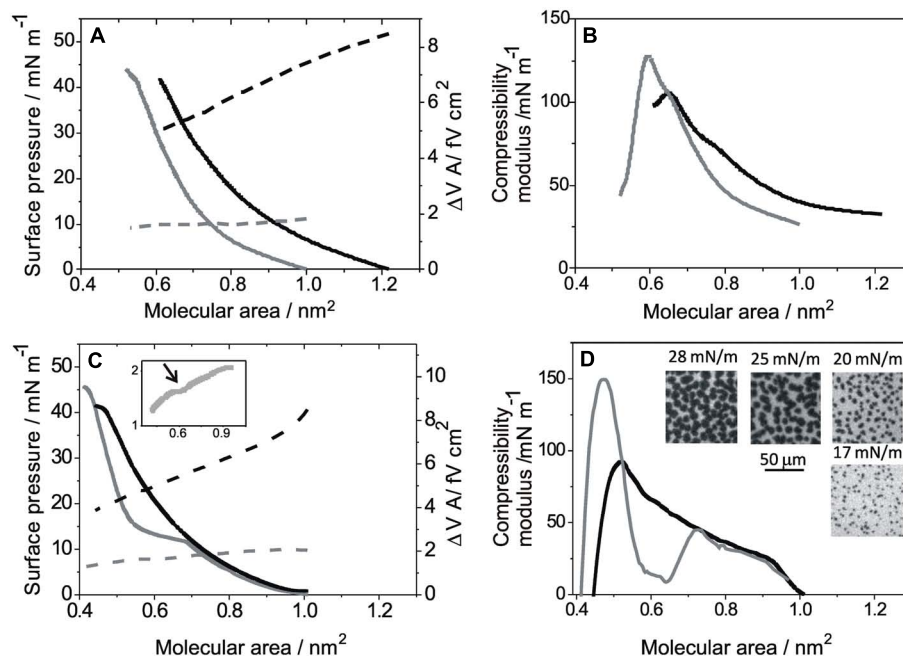 A
Surface pressure / mN m⁻¹
50
40
30
20
10
0
8
6
4
2
0
ΔV A/ fV cm²
0.4 0.6 0.8 1.0 1.2
Molecular area / nm²
B
Compressibility
modulus /mN m⁻¹
150
100
50
0
0.4 0.6 0.8 1.0 1.2
Molecular area / nm²
C
Surface pressure / mN m⁻¹
50
40
30
20
10
0
2
1
0.6 0.9
10
8
6
4
2
0
ΔV A/ fV cm²
0.4 0.6 0.8 1.0 1.2
Molecular area / nm²
D
Compressibility
modulus /mN m⁻¹
150
100
50
0
28 mN/m 25 mN/m 20 mN/m
17 mN/m
50 µm
0.4 0.6 0.8 1.0 1.2
Molecular area / nm²